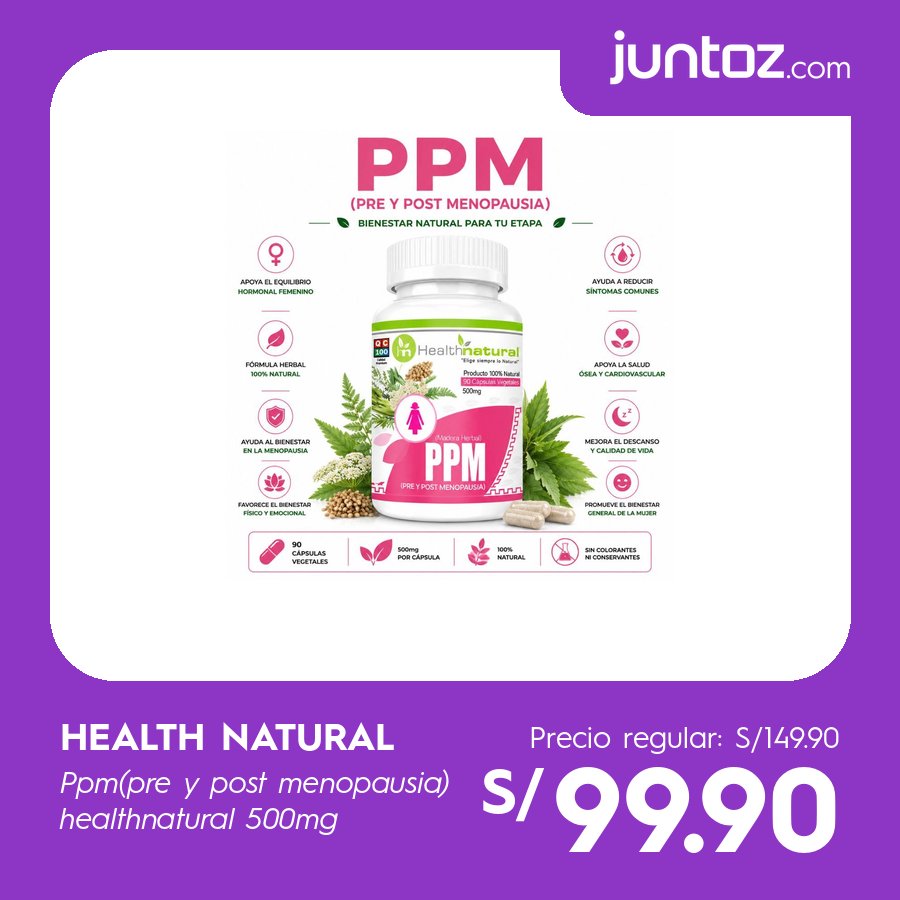 juntoz.com
PPM
(PRE Y POST MENOPAUSIA)
BIENESTAR NATURAL PARA TU ETAPA
APOYA EL EQUILIBRIO
HORMONAL FEMENINO
FÓRMULA HERBAL
100% NATURAL
AYUDA AL BIENESTAR
EN LA MENOPAUSIA
FAVORECE EL BIENESTAR
FÍSICO Y EMOCIONAL
QC
100
hn Healthnatural
"Elige siempre lo Natural"
Producto 100% Natural
90 Cápsulas Vegetales
500mg
(Madera Herbal)
PPM
(PRE Y POST MENOPAUSIA)
AYUDA A REDUCIR
SÍNTOMAS COMUNES
APOYA LA SALUD
ÓSEA Y CARDIOVASCULAR
MEJORA EL DESCANSO
Y CALIDAD DE VIDA
PROMUEVE EL BIENESTAR
GENERAL DE LA MUJER
90
CÁPSULAS
VEGETALES
500mg
POR CÁPSULA
100%
NATURAL
SIN COLORANTES
NI CONSERVANTES
HEALTH NATURAL
Ppm(pre y post menopausia)
healthnatural 500mg
Precio regular: S/149.90
S/99.90